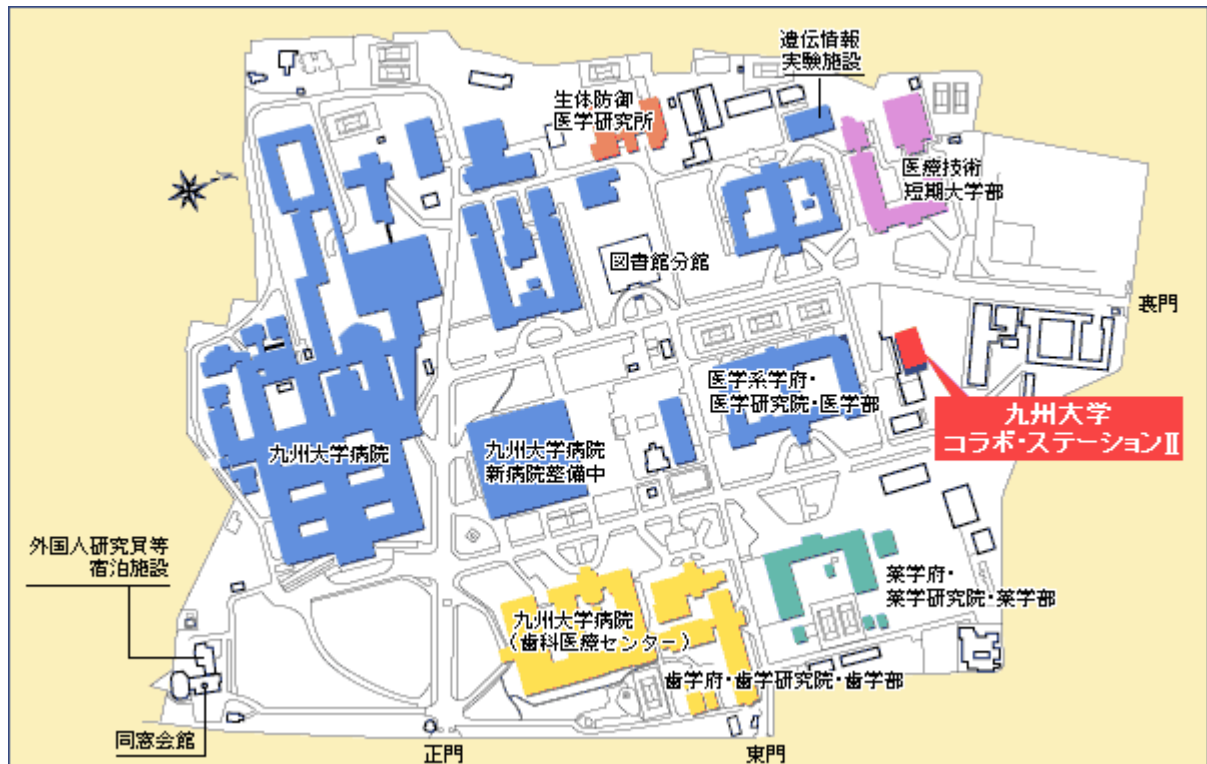 遺伝情報
実験施設
生体防御
医学研究所
医療技術
短期大学部
図書館分館
裏門
医学系学府・
医学研究院・医学部
九州大学
コラボ・ステーションⅡ
九州大学病院
九州大学病院
新病院整備中
外国人研究員等
宿泊施設
薬学府・
薬学研究院・薬学部
九州大学病院
(歯科医療センター)
歯学府・歯学研究院・歯学部
同窓会館
正門
東門